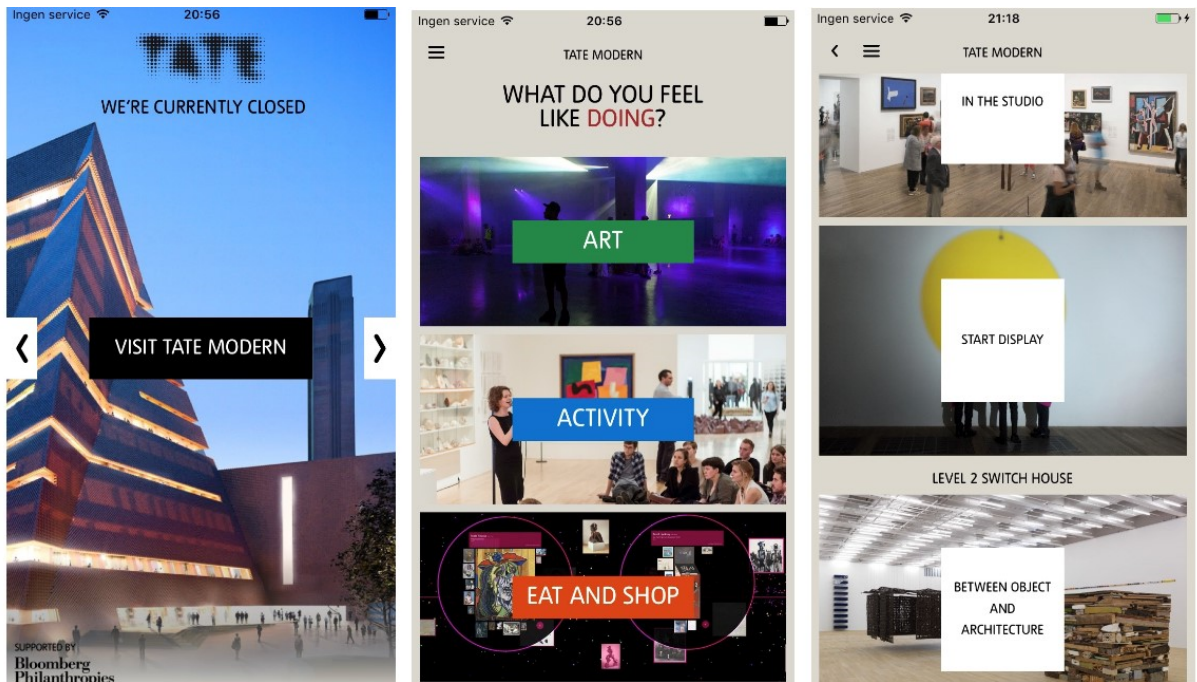 Ingen service 20:56
TATE
WE'RE CURRENTLY CLOSED
VISIT TATE MODERN
SUPPORTED BY
Bloomberg
Philanthropies
Ingen service 20:56
TATE MODERN
WHAT DO YOU FEEL
LIKE DOING?
ART
ACTIVITY
EAT AND SHOP
Ingen service 21:18
TATE MODERN
IN THE STUDIO
START DISPLAY
LEVEL 2 SWITCH HOUSE
BETWEEN OBJECT
AND
ARCHITECTURE